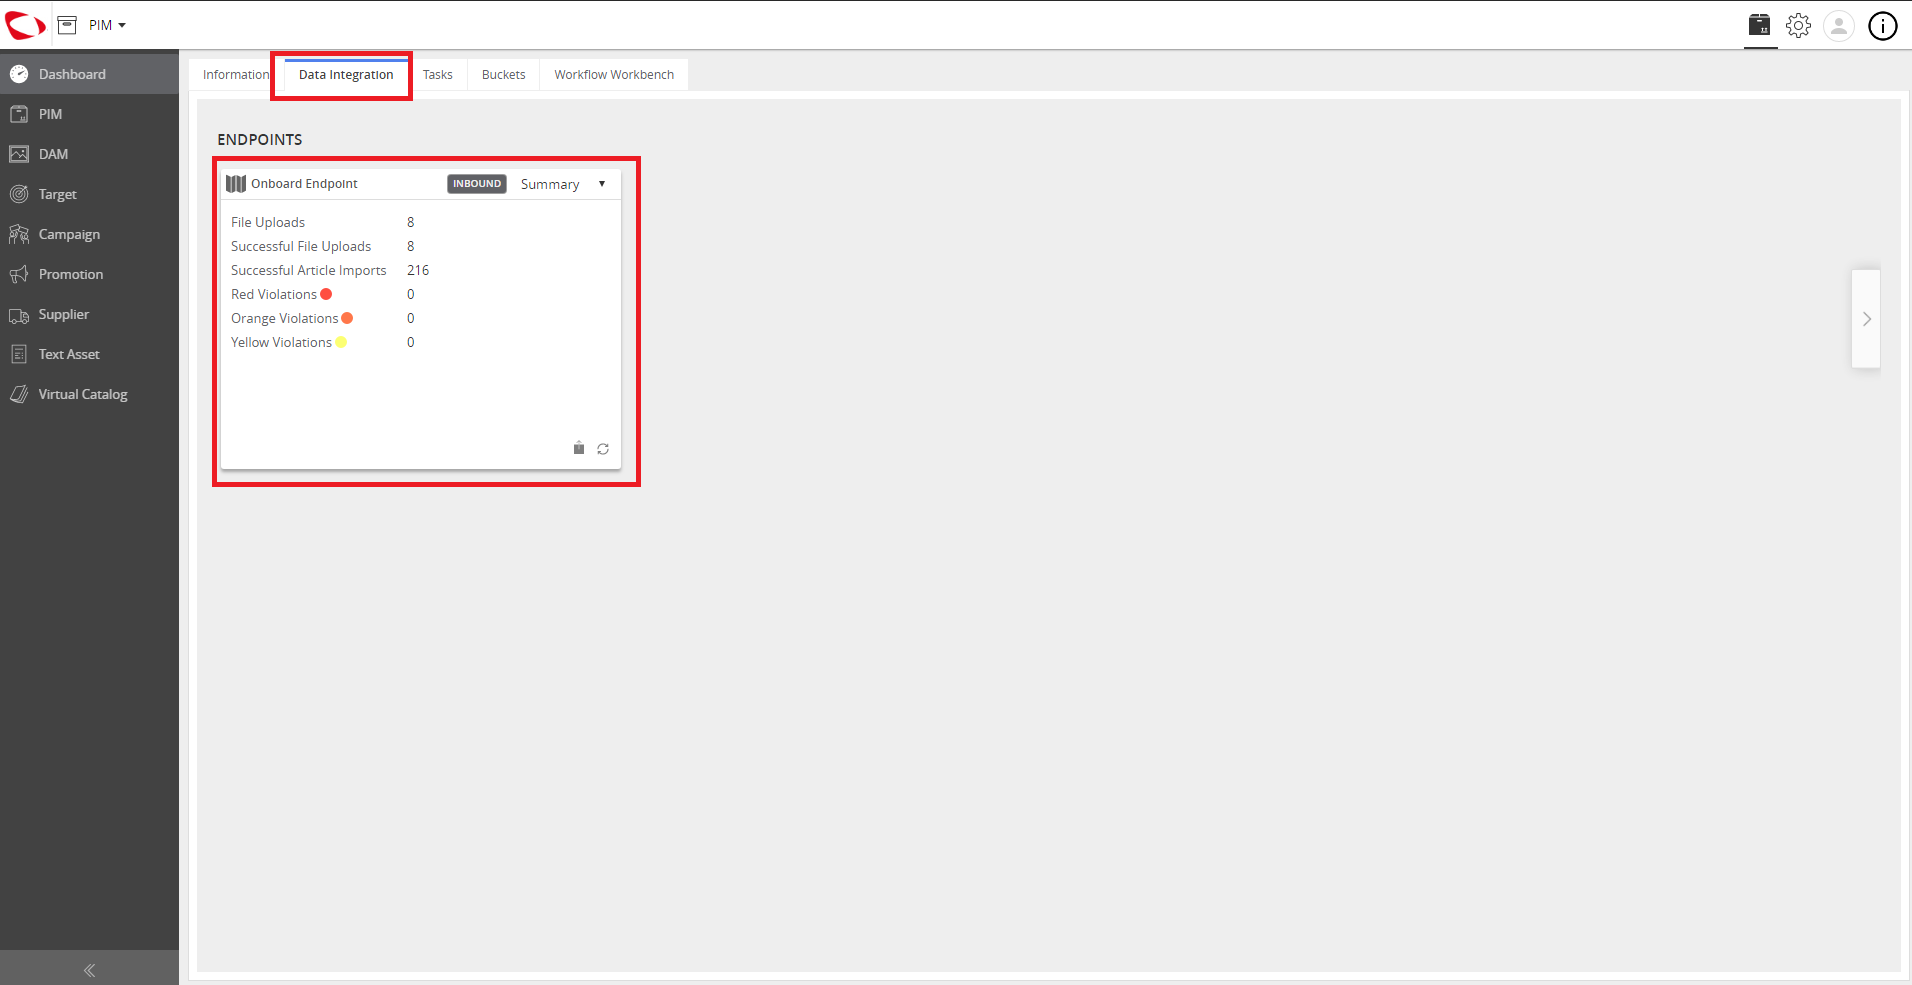 PIM
Dashboard
PIM
DAM
Target
Campaign
Promotion
Supplier
Text Asset
Virtual Catalog
Information
Data Integration
Tasks
Buckets
Workflow Workbench
ENDPOINTS
Onboard Endpoint INBOUND Summary
File Uploads 8
Successful File Uploads 8
Successful Article Imports 216
Red Violations 0
Orange Violations 0
Yellow Violations 0